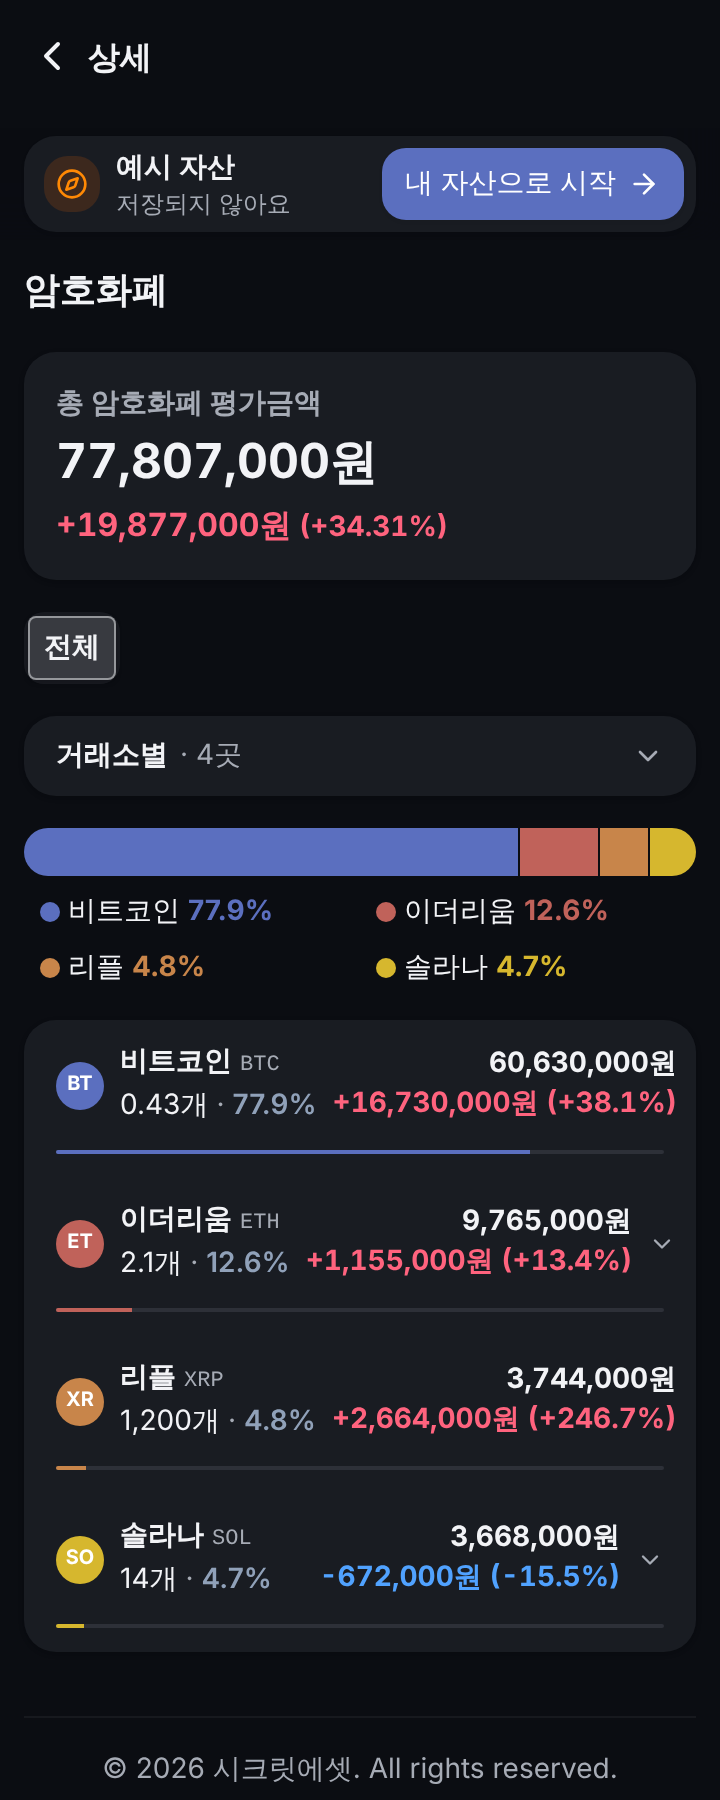 상세
예시 자산
저장되지 않아요
내 자산으로 시작 →
암호화폐
총 암호화폐 평가금액
77,807,000원
+19,877,000원 (+34.31%)
전체
거래소별 · 4곳
비트코인 77.9%
이더리움 12.6%
리플 4.8%
솔라나 4.7%
BT
비트코인 BTC
60,630,000원
0.43개 · 77.9% +16,730,000원 (+38.1%)
ET
이더리움 ETH
9,765,000원
2.1개 · 12.6% +1,155,000원 (+13.4%)
XR
리플 XRP
3,744,000원
1,200개 · 4.8% +2,664,000원 (+246.7%)
SO
솔라나 SOL
3,668,000원
14개 · 4.7% -672,000원 (-15.5%)
© 2026 시크릿에셋. All rights reserved.